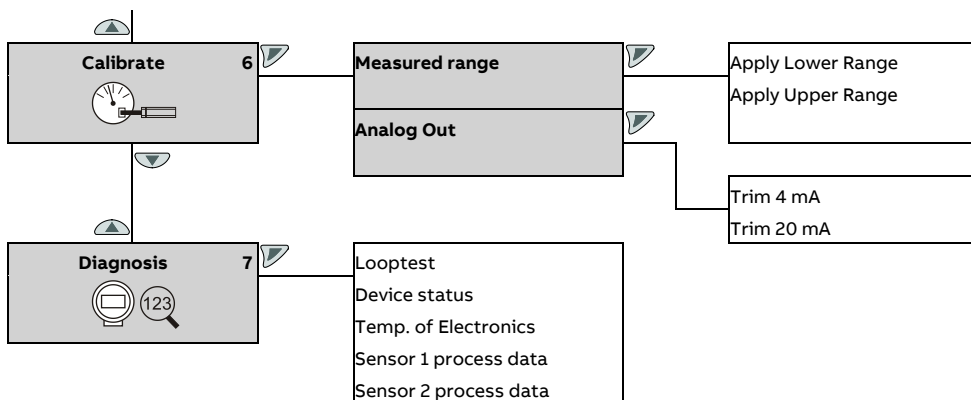 Calibrate 6
Measured range
Apply Lower Range
Apply Upper Range
Analog Out
Trim 4 mA
Trim 20 mA
Diagnosis 7
123
Looptest
Device status
Temp. of Electronics
Sensor 1 process data
Sensor 2 process data